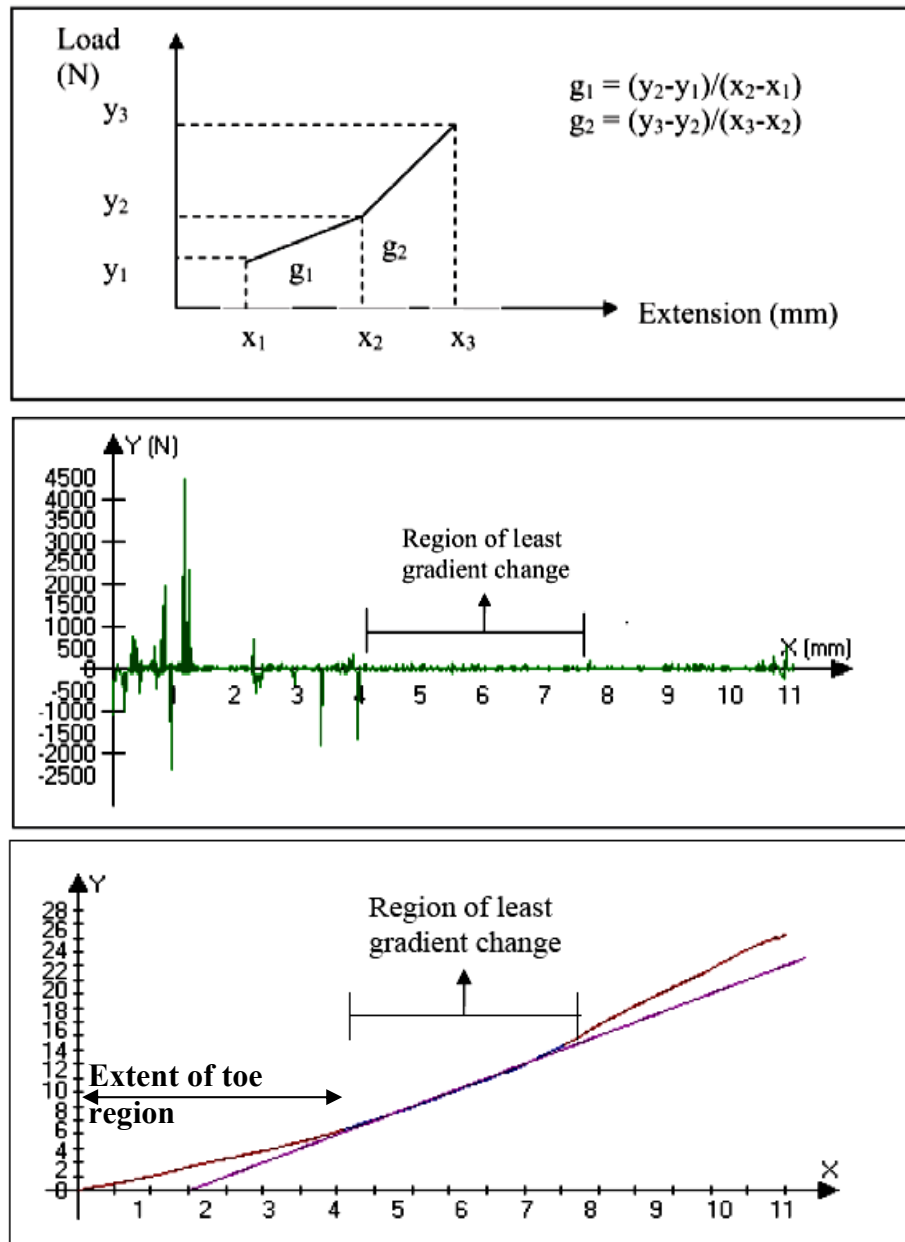 Load
(N)
g₁ = (y₂-y₁)/(x₂-x₁)
g₂ = (y₃-y₂)/(x₃-x₂)
y₃
y₂
y₁
g₁
g₂
x₁
x₂
x₃
Extension (mm)
Y (N)
4500
4000
3500
3000
2500
2000
1500
1000
500
0
-500
-1000
-1500
-2000
-2500
Region of least
gradient change
X (mm)
1 2 3 4 5 6 7 8 9 10 11
Y
28
26
24
22
20
18
16
14
12
10
8
6
4
2
0
Region of least
gradient change
Extent of toe
region
X
1 2 3 4 5 6 7 8 9 10 11